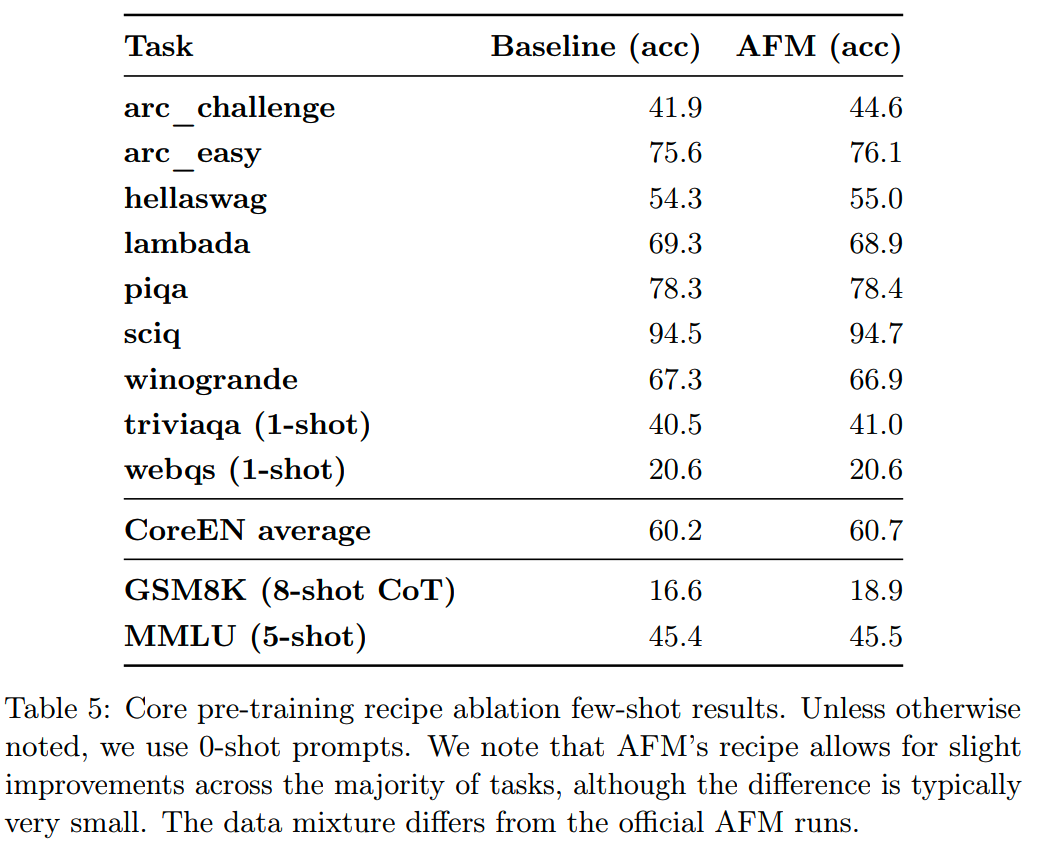 Task Baseline (acc) AFM (acc)
arc_challenge 41.9 44.6
arc_easy 75.6 76.1
hellaswag 54.3 55.0
lambada 69.3 68.9
piqa 78.3 78.4
sciq 94.5 94.7
winogrande 67.3 66.9
triviaqa (1-shot) 40.5 41.0
webqs (1-shot) 20.6 20.6
CoreEN average 60.2 60.7
GSM8K (8-shot CoT) 16.6 18.9
MMLU (5-shot) 45.4 45.5
Table 5: Core pre-training recipe ablation few-shot results. Unless otherwise
noted, we use 0-shot prompts. We note that AFM's recipe allows for slight
improvements across the majority of tasks, although the difference is typically
very small. The data mixture differs from the official AFM runs.